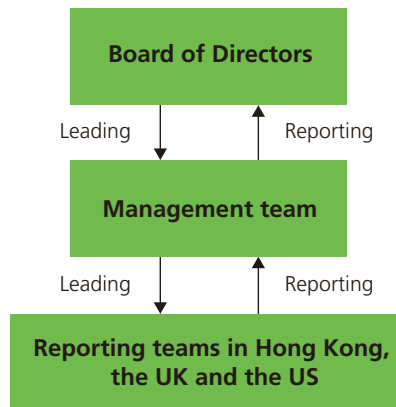 Board of Directors
Leading
Reporting
Management team
Leading
Reporting
Reporting teams in Hong Kong,
the UK and the US